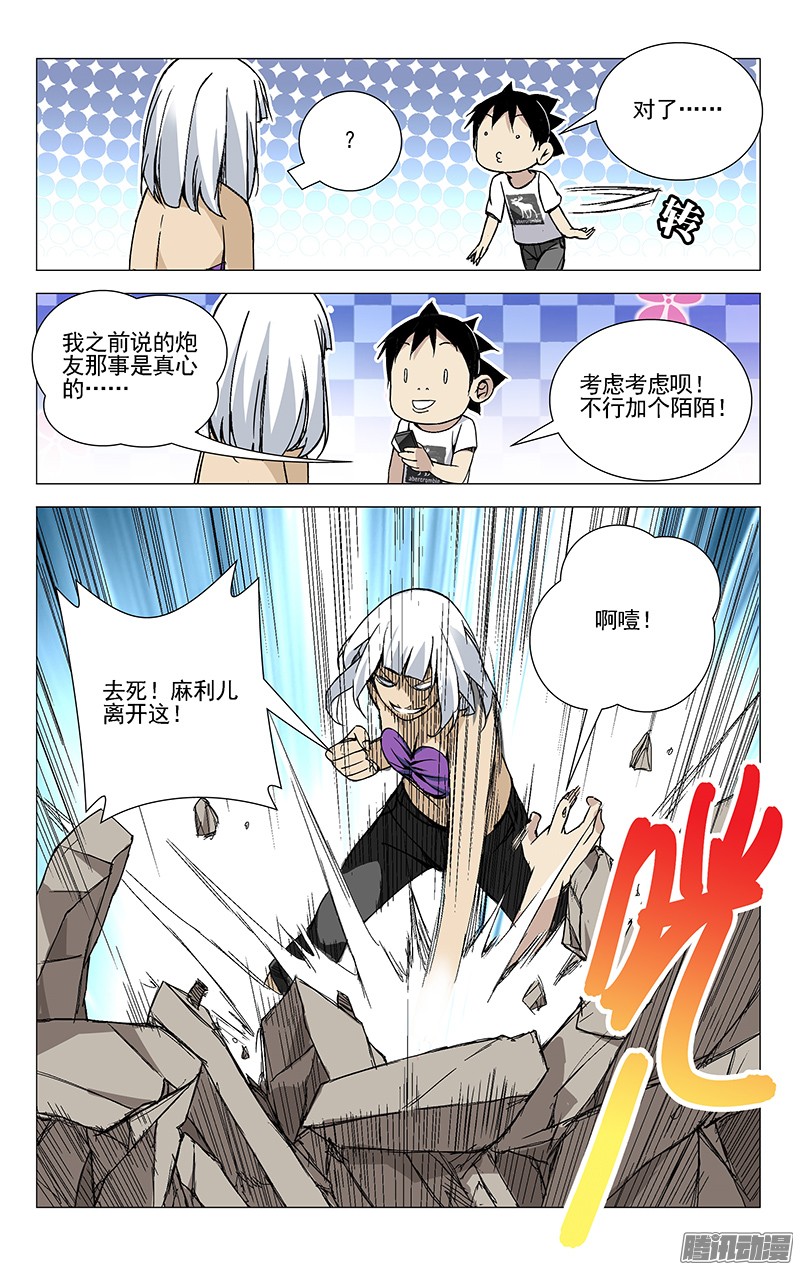 对了……
?
转
我之前说的炮
友那事是真心
的……
考虑考虑呗!
不行加个陌陌!
abercrombie
去死!麻利儿
离开这!
啊噎!
咣!
腾讯动漫